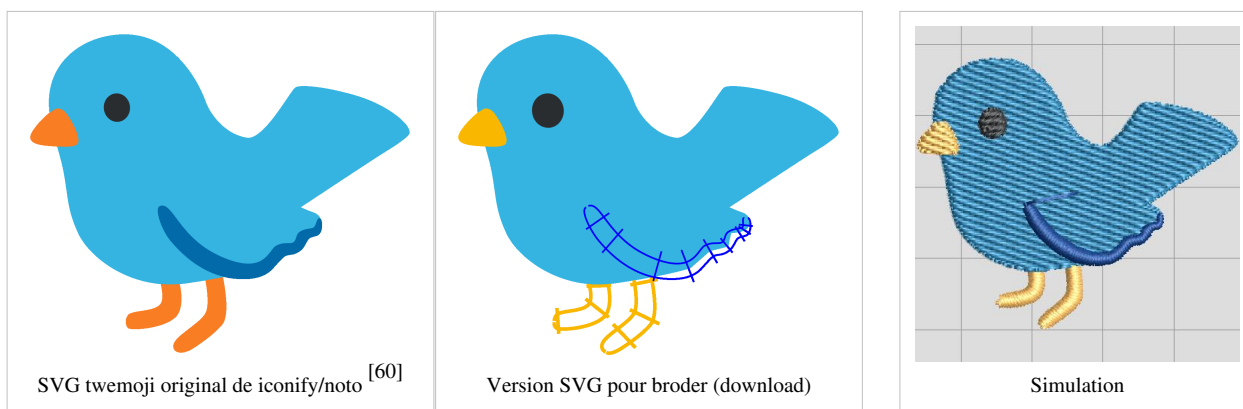 SVG twemoji original de iconify/noto [60]
Version SVG pour broder (download)
Simulation